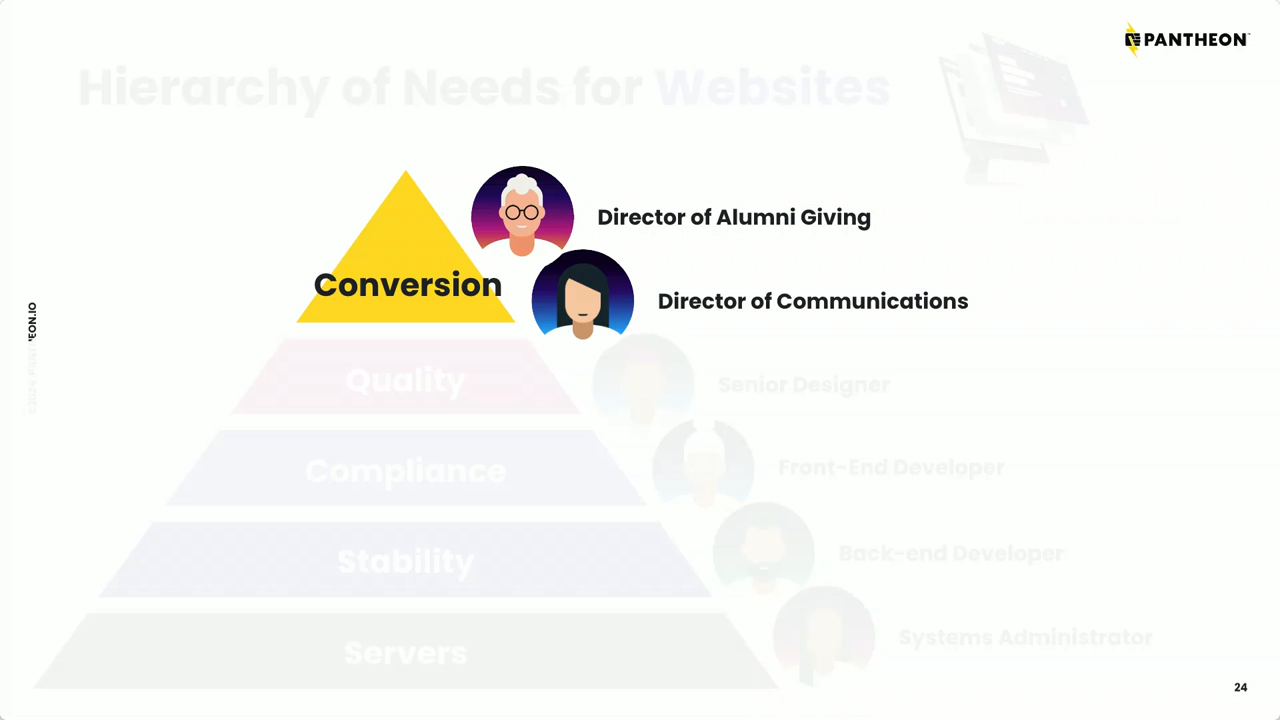 PANTHEON
Hierarchy of Needs for Websites
Director of Alumni Giving
Conversion
Director of Communications
Quality
Senior Designer
Compliance
Front-End Developer
Stability
Back-end Developer
Servers
Systems Administrator
24